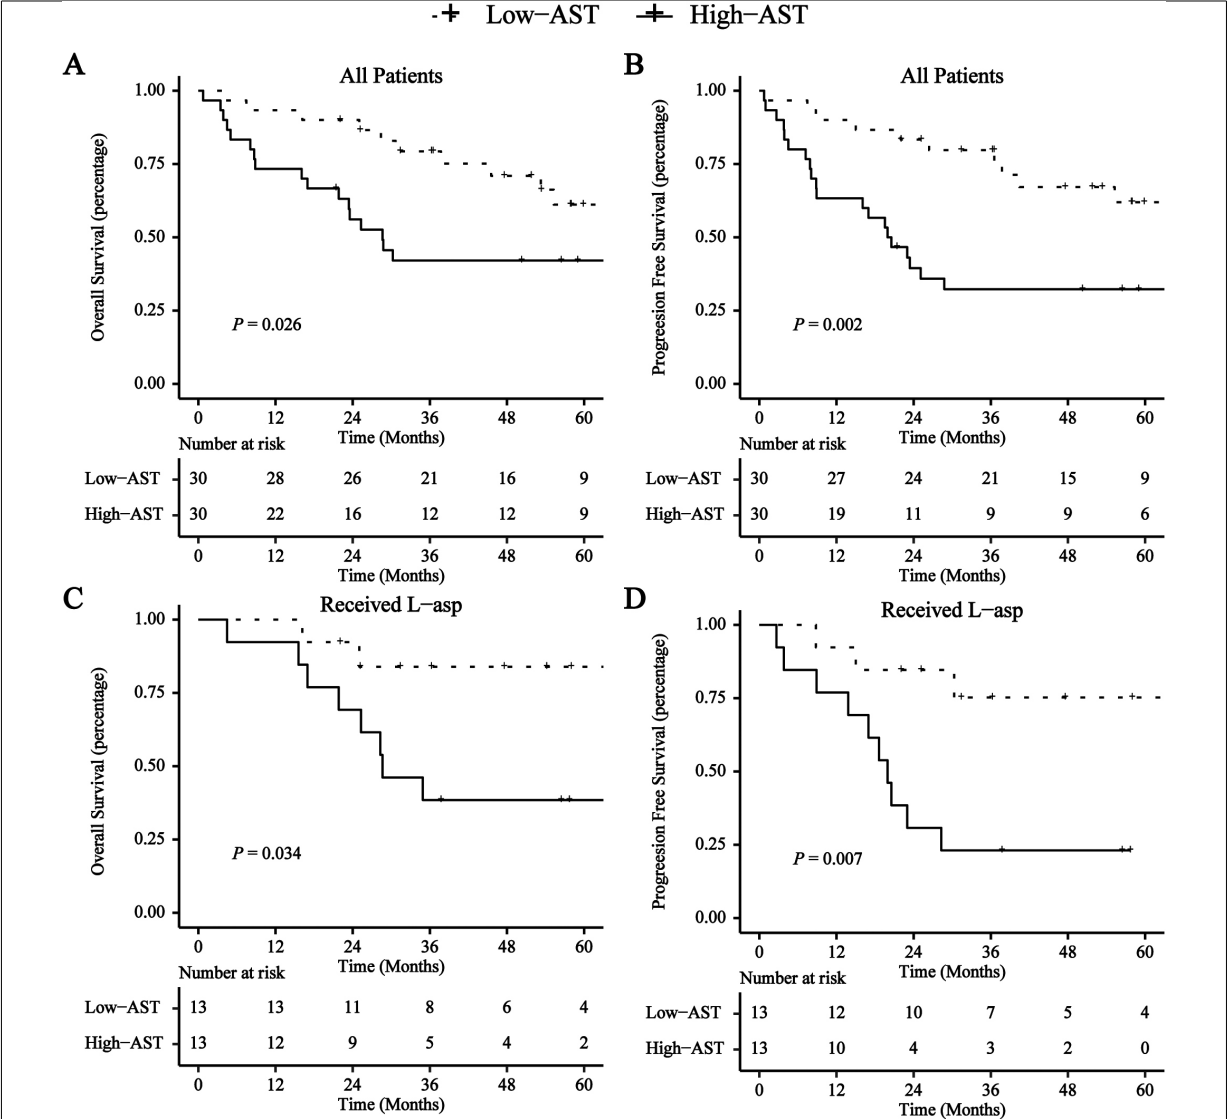 Low−AST High−AST
A
All Patients
Overall Survival (percentage)
1.00
0.75
0.50
0.25
0.00
P = 0.026
0 12 24 36 48 60
Time (Months)
Number at risk
Low−AST 30 28 26 21 16 9
High−AST 30 22 16 12 12 9
0 12 24 36 48 60
Time (Months)
B
All Patients
Progreesion Free Survival (percentage)
1.00
0.75
0.50
0.25
0.00
P = 0.002
0 12 24 36 48 60
Time (Months)
Number at risk
Low−AST 30 27 24 21 15 9
High−AST 30 19 11 9 9 6
0 12 24 36 48 60
Time (Months)
C
Received L−asp
Overall Survival (percentage)
1.00
0.75
0.50
0.25
0.00
P = 0.034
0 12 24 36 48 60
Time (Months)
Number at risk
Low−AST 13 13 11 8 6 4
High−AST 13 12 9 5 4 2
0 12 24 36 48 60
Time (Months)
D
Received L−asp
Progreesion Free Survival (percentage)
1.00
0.75
0.50
0.25
0.00
P = 0.007
0 12 24 36 48 60
Time (Months)
Number at risk
Low−AST 13 12 10 7 5 4
High−AST 13 10 4 3 2 0
0 12 24 36 48 60
Time (Months)